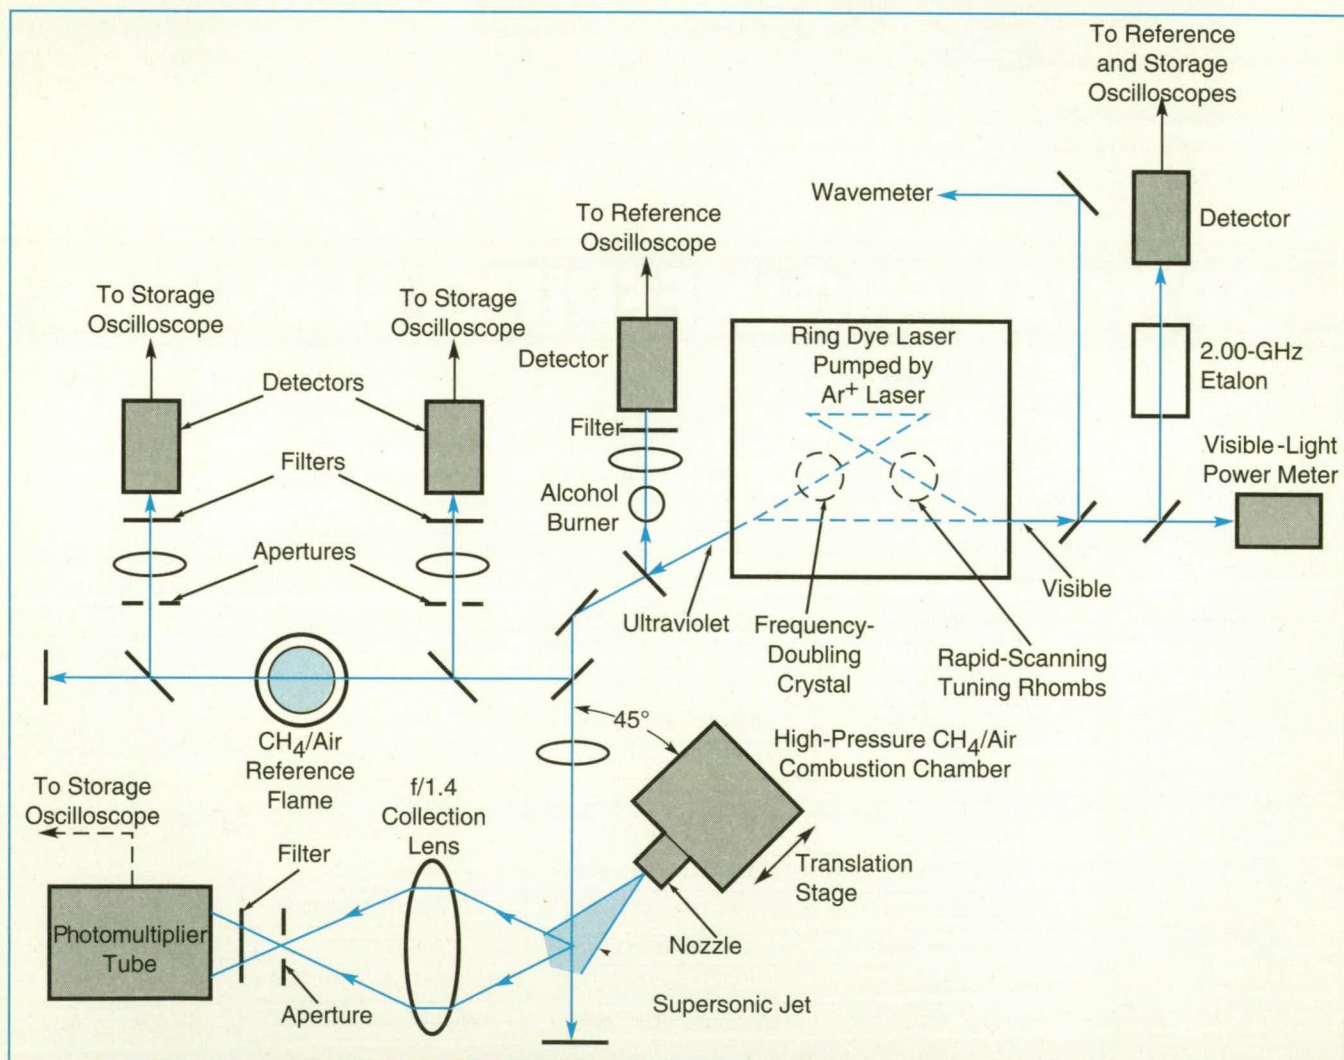 To Reference
and Storage
Oscilloscopes
Wavemeter
Detector
To Reference
Oscilloscope
To Storage
Oscilloscope
To Storage
Oscilloscope
Detector
Ring Dye Laser
Pumped by
Ar⁺ Laser
2.00-GHz
Etalon
Detectors
Filter
Visible-Light
Power Meter
Filters
Alcohol
Burner
Apertures
Visible
Ultraviolet
Frequency-
Doubling
Crystal
Rapid-Scanning
Tuning Rhombs
45°
CH₄/Air
Reference
Flame
High-Pressure CH₄/Air
Combustion Chamber
To Storage
Oscilloscope
f/1.4
Collection
Lens
Filter
Translation
Stage
Photomultiplier
Tube
Nozzle
Aperture
Supersonic Jet